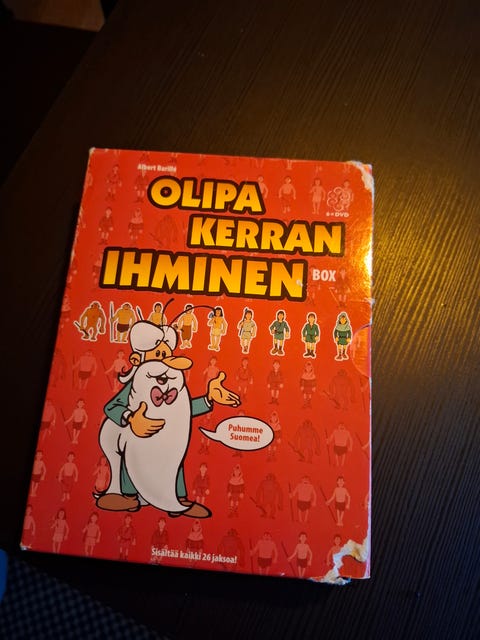 Albert Barillé
OLIPA
KERRAN
IHMINEN
BOX
6×DVD
Puhumme
Suomea!
Sisältää kaikki 26 jaksoa!